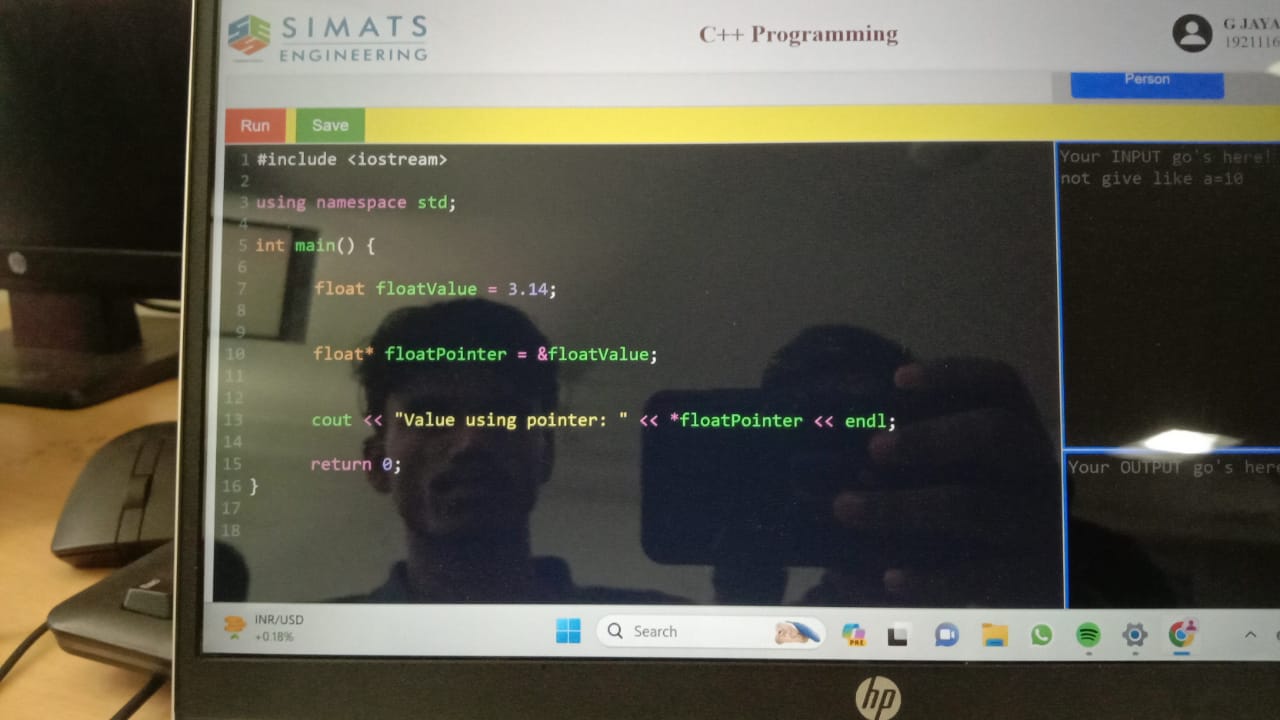 SIMATS
ENGINEERING
C++ Programming
G JAYA
1921116
Person
Run
Save
1 #include <iostream>
2
3 using namespace std;
4
5 int main() {
6
7 float floatValue = 3.14;
8
9
10 float* floatPointer = &floatValue;
11
12
13 cout << "Value using pointer: " << *floatPointer << endl;
14
15 return 0;
16 }
17
18
Your INPUT go's here!
not give like a=10
Your OUTPUT go's here
INR/USD
+0.18%
Search
PRE
hp